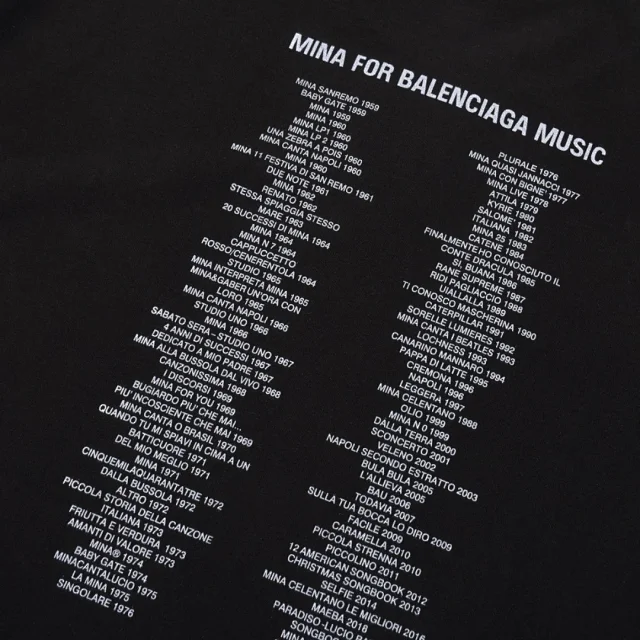 MINA FOR BALENCIAGA MUSIC
MINA SANREMO 1959
BABY GATE 1959
MINA 1959
MINA 1960
MINA LP1 1960
MINA LP 2 1960
UNA ZEBRA A POIS 1960
MINA CANTA NAPOLI 1960
MINA 1960
MINA 11 FESTIVA DI SAN REMO 1961
DUE NOTE 1961
MINA 1962
RENATO 1962
STESSA SPIAGGIA STESSO
MARE 1963
20 SUCCESSI DI MINA 1964
MINA 1964
MINA N 7 1964
CAPPUCCETTO
ROSSO/CENERENTOLA 1964
STUDIO 1965
MINA INTERPRETA MINA 1965
MINA&GABER!UN'ORA CON
LORO 1965
MINA CANTA NAPOLI 1966
STUDIO UNO 1966
MINA 1966
SABATO SERA - STUDIO UNO 1967
4 ANNI DI SUCCESSI 1967
DEDICATO A MIO PADRE 1967
MINA ALLA BUSSOLA DAL VIVO 1968
CANZONISSIMA 1968
DISCORSI 1969
MINA FOR YOU 1969
BUGIARDO PIU' CHE MAI...
PIU' INCOSCIENTE CHE MAI 1969
MINA CANTA O BRASIL 1970
QUANDO TU MI SPIAVI IN CIMA A UN
BATTICUORE 1971
DEL MIO MEGLIO 1971
MINA 1972
CINQUEMILAQUARANTATRE 1972
DALLA BUSSOLA 1972
ALTRO 1972
PICCOLA STORIA DELLA CANZONE
ITALIANA 1973
FRIUTTA E VERDURA 1973
AMANTI DI VALORE 1973
MINA® 1974
BABY GATE 1974
MINACANTALUCIO 1975
LA MINA 1975
SINGOLARE 1976
PLURALE 1976
MINA QUASI JANNACCI 1977
MINA CON BIGNE' 1977
MINA LIVE 1978
ATTILA 1979
KYRIE 1980
SALOME' 1981
ITALIANA 1982
MINA 25 1983
CATENE 1984
FINALMENTE HO CONOSCIUTO IL
CONTE DRACULA 1985
SI, BUANA 1986
RANE SUPREME 1987
RIDI PAGLIACCIO 1988
UIALLALLA 1989
TI CONOSCO MASCHERINA 1990
CATERPILLAR 1991
SORELLE LUMIERES 1992
MINA CANTA I BEATLES 1993
LOCHNESS 1993
CANARINO MANNARO 1994
PAPPA DI LATTE 1995
CREMONA 1996
NAPOLI 1996
LEGGERA 1997
MINA CELENTANO 1988
OLIO 1999
MINA N 0 1999
DALLA TERRA 2000
SCONCERTO 2001
VELENO 2002
NAPOLI SECONDO ESTRATTO 2003
BULA BULA 2005
L'ALLIEVA 2005
BAU 2006
TODAVIA 2007
SULLA TUA BOCCA LO DIRO 2009
FACILE 2009
CARAMELLA 2010
PICCOLA STRENNA 2010
PICCOLINO 2011
12 AMERICAN SONGBOOK 2012
CHRISTMAS SONGBOOK 2013
SELFIE 2014
MINA CELENTANO LE MIGLIORI 2016
MAEBA 2018
PARADISO - LUCIO
SONGBOOK